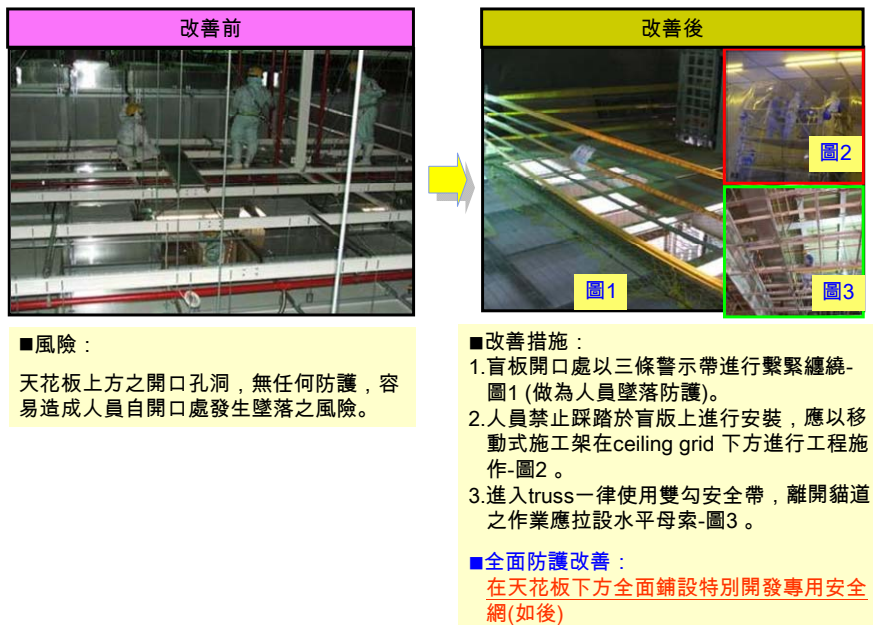 改善前
改善後
圖2
圖1
圖3
■風險：
天花板上方之開口孔洞，無任何防護，容
易造成人員自開口處發生墜落之風險。
■改善措施：
1.盲板開口處以三條警示帶進行繫緊纏繞-
圖1 (做為人員墜落防護)。
2.人員禁止踩踏於盲版上進行安裝，應以移
動式施工架在ceiling grid 下方進行工程施
作-圖2 。
3.進入truss一律使用雙勾安全帶，離開貓道
之作業應拉設水平母索-圖3 。
■全面防護改善：
在天花板下方全面鋪設特別開發專用安全
網(如後)